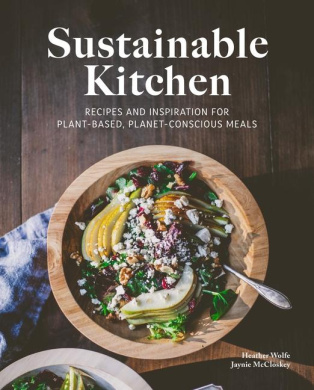 Sustainable
Kitchen
RECIPES AND INSPIRATION FOR
PLANT-BASED, PLANET-CONSCIOUS MEALS
Heather Wolfe
Jaynie McCloskey